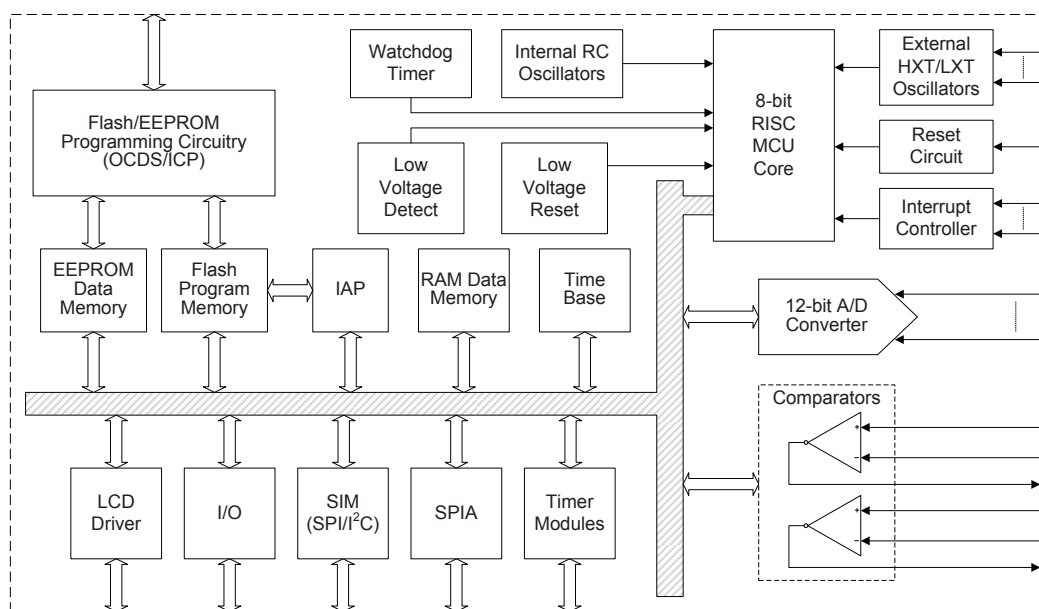 Watchdog
Timer
Internal RC
Oscillators
8-bit
RISC
MCU
Core
External
HXT/LXT
Oscillators
Flash/EEPROM
Programming Circuitry
(OCDS/ICP)
Low
Voltage
Detect
Low
Voltage
Reset
Reset
Circuit
Interrupt
Controller
EEPROM
Data
Memory
Flash
Program
Memory
IAP
RAM Data
Memory
Time
Base
12-bit A/D
Converter
Comparators
+
−
+
−
LCD
Driver
I/O
SIM
(SPI/I²C)
SPIA
Timer
Modules